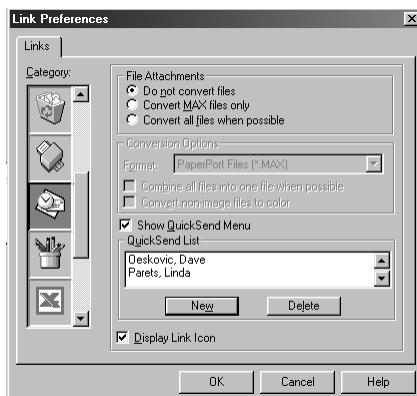 Link Preferences
Links
Category:
File Attachments
Do not convert files
Convert MAX files only
Convert all files when possible
Conversion Options
Format: PaperPort Files (*.MAX)
Combine all files into one file when possible
Convert non-image files to color
Show QuickSend Menu
QuickSend List
Oeskovic, Dave
Parets, Linda
New Delete
Display Link Icon
OK Cancel Help